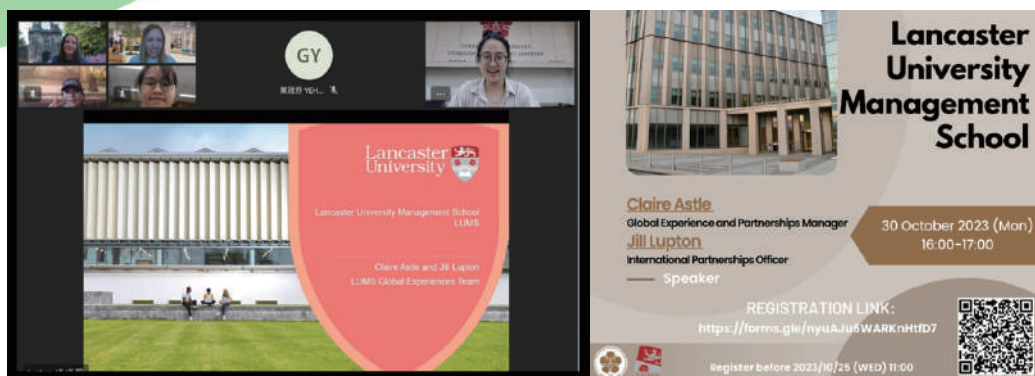 GY
YEH...
Lancaster
University
Lancaster University Management School
LUMS
Claire Astle and Jill Lupton
LUMS Global Experiences Team
Lancaster
University
Management
School
Claire Astle
Global Experience and Partnerships Manager
Jill Lupton
International Partnerships Officer
Speaker
30 October 2023 (Mon)
16:00-17:00
REGISTRATION LINK:
https://forms.gle/nyuAJu5WARKnHtfD7
Register before 2023/10/25 (WED) 11:00